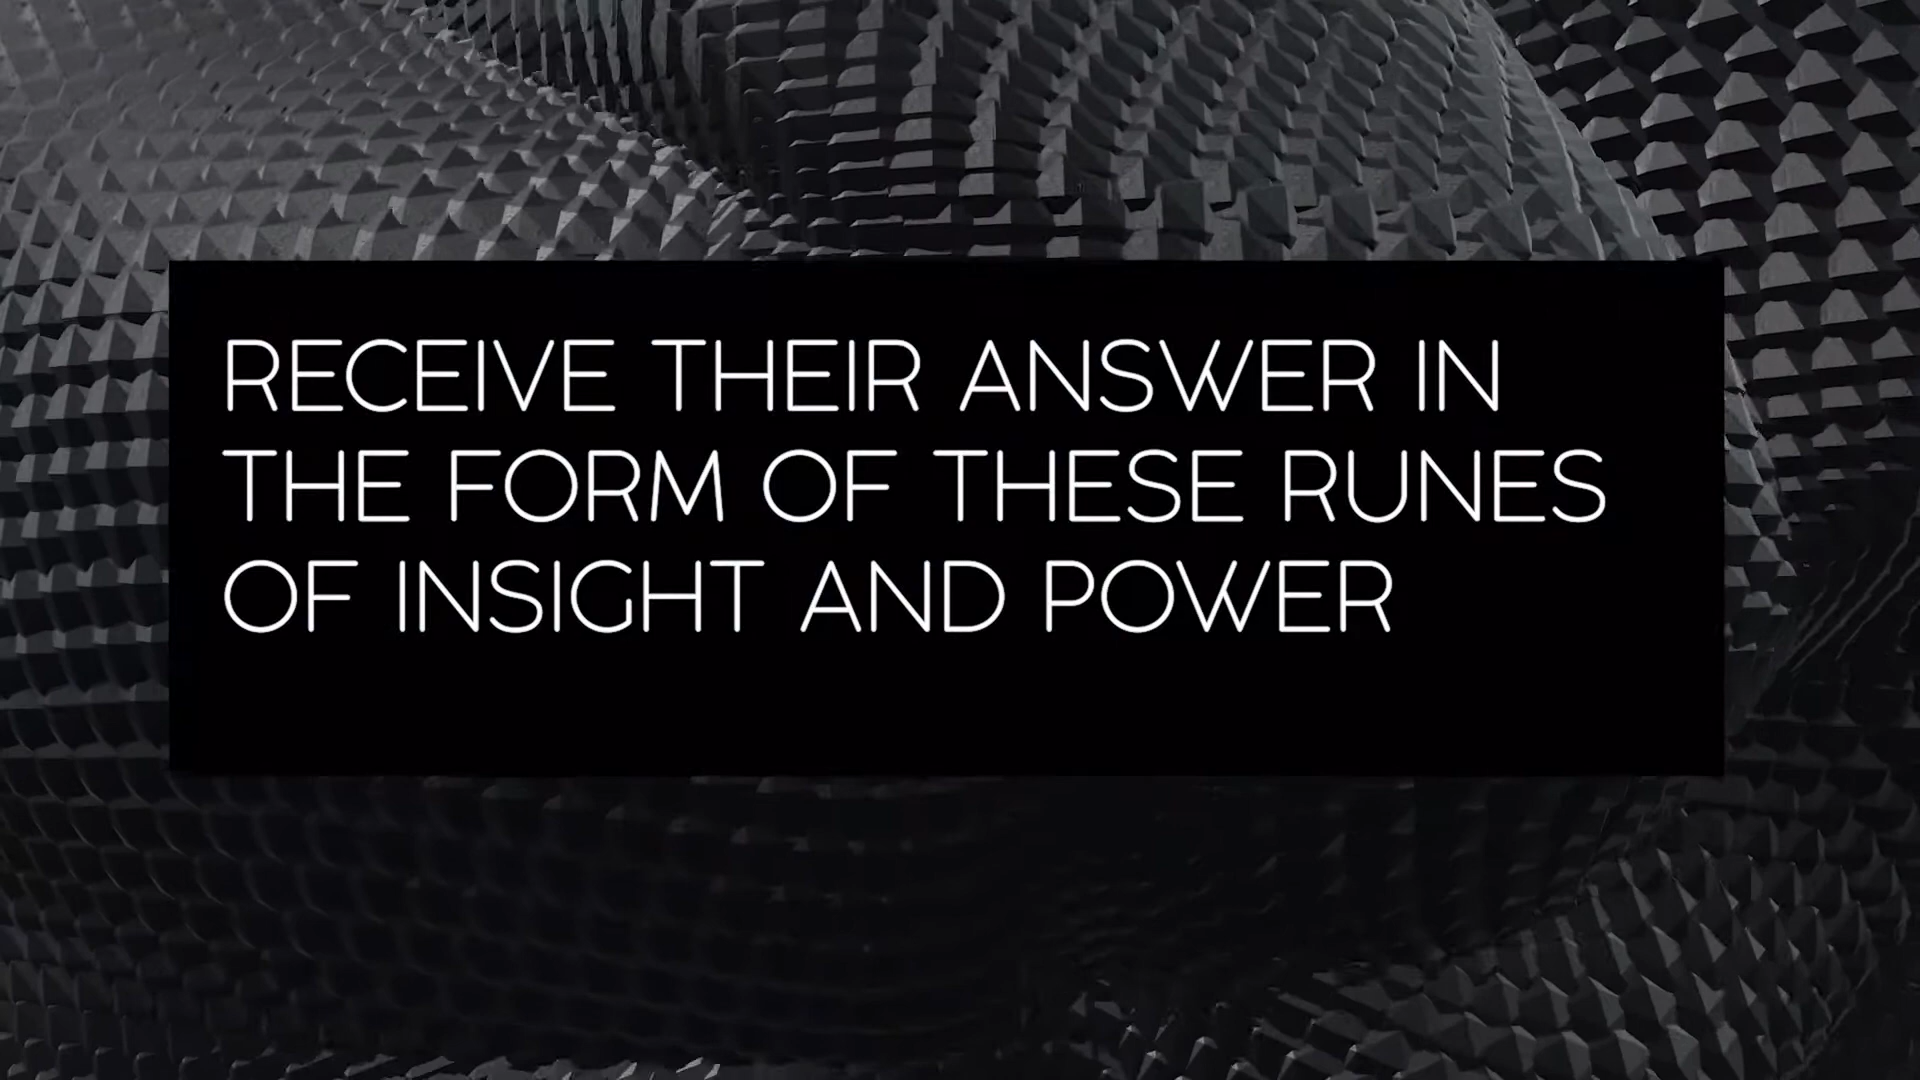 RECEIVE THEIR ANSWER IN
THE FORM OF THESE RUNES
OF INSIGHT AND POWER